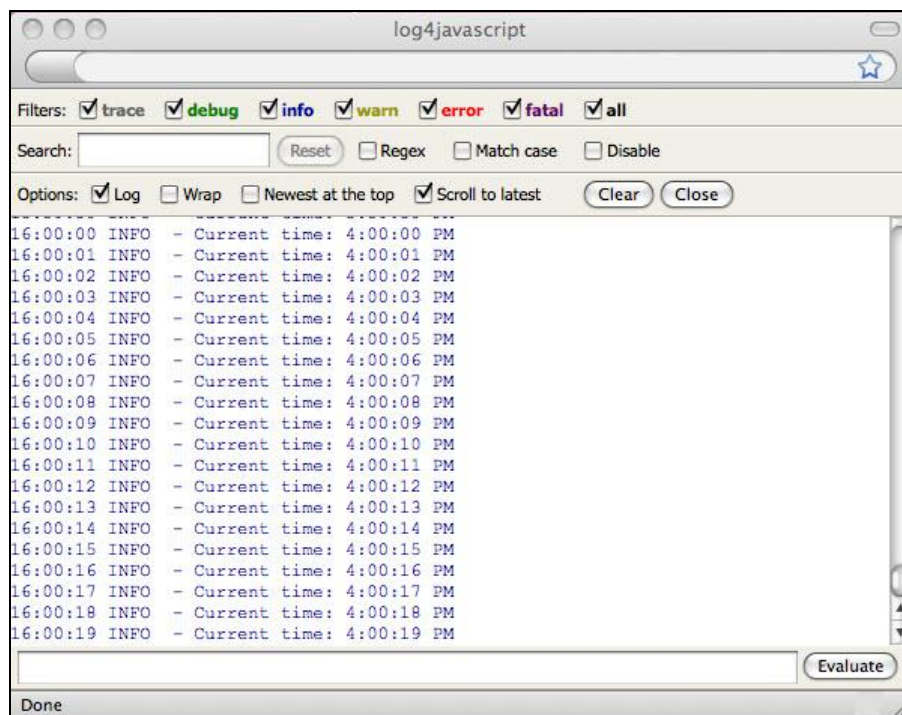 log4javascript
Filters: trace debug info warn error fatal all
Search: Reset Regex Match case Disable
Options: Log Wrap Newest at the top Scroll to latest Clear Close
16:00:00 INFO - Current time: 4:00:00 PM
16:00:01 INFO - Current time: 4:00:01 PM
16:00:02 INFO - Current time: 4:00:02 PM
16:00:03 INFO - Current time: 4:00:03 PM
16:00:04 INFO - Current time: 4:00:04 PM
16:00:05 INFO - Current time: 4:00:05 PM
16:00:06 INFO - Current time: 4:00:06 PM
16:00:07 INFO - Current time: 4:00:07 PM
16:00:08 INFO - Current time: 4:00:08 PM
16:00:09 INFO - Current time: 4:00:09 PM
16:00:10 INFO - Current time: 4:00:10 PM
16:00:11 INFO - Current time: 4:00:11 PM
16:00:12 INFO - Current time: 4:00:12 PM
16:00:13 INFO - Current time: 4:00:13 PM
16:00:14 INFO - Current time: 4:00:14 PM
16:00:15 INFO - Current time: 4:00:15 PM
16:00:16 INFO - Current time: 4:00:16 PM
16:00:17 INFO - Current time: 4:00:17 PM
16:00:18 INFO - Current time: 4:00:18 PM
16:00:19 INFO - Current time: 4:00:19 PM
Evaluate
Done